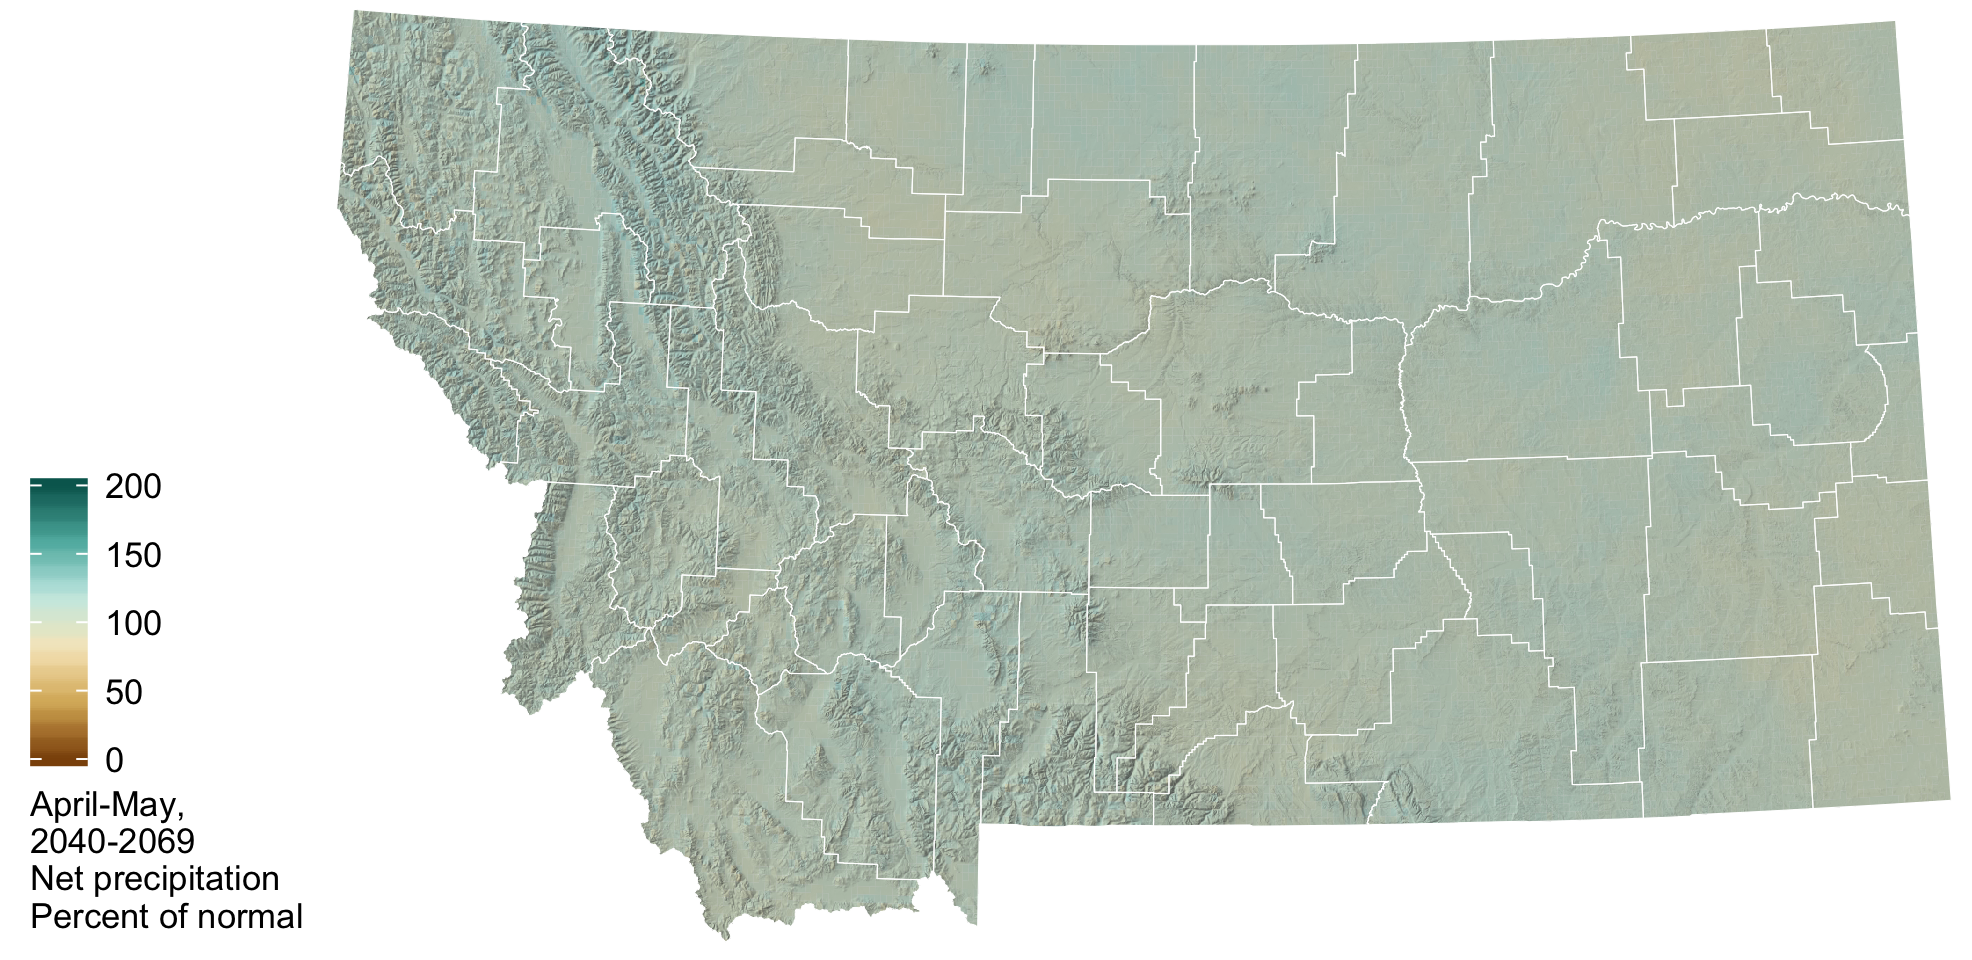 200
150
100
50
0
April-May,
2040-2069
Net precipitation
Percent of normal